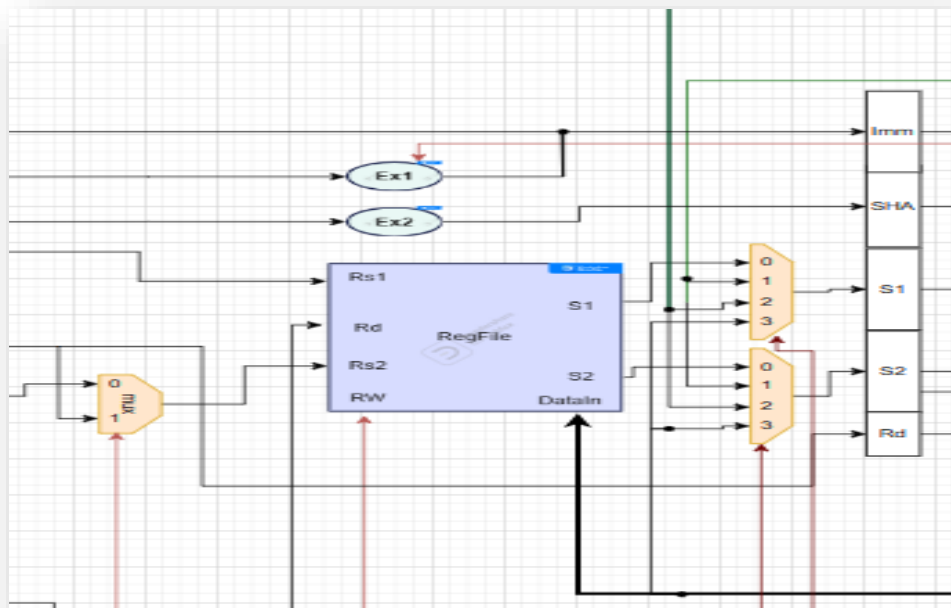 Imm
Ex1
SHA
Ex2
0
Rs1
1
S1
S1
2
Rd
3
RegFile
Rs2
0
S2
S2
0
mux
1
RW
DataIn
2
1
3
Rd